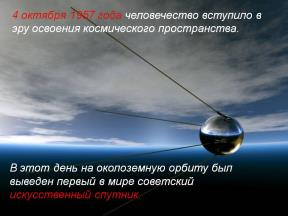 4 октября 1957 года человечество вступило в
эру освоения космического пространства.
В этот день на околоземную орбиту был
выведен первый в мире советский
искусственный спутник